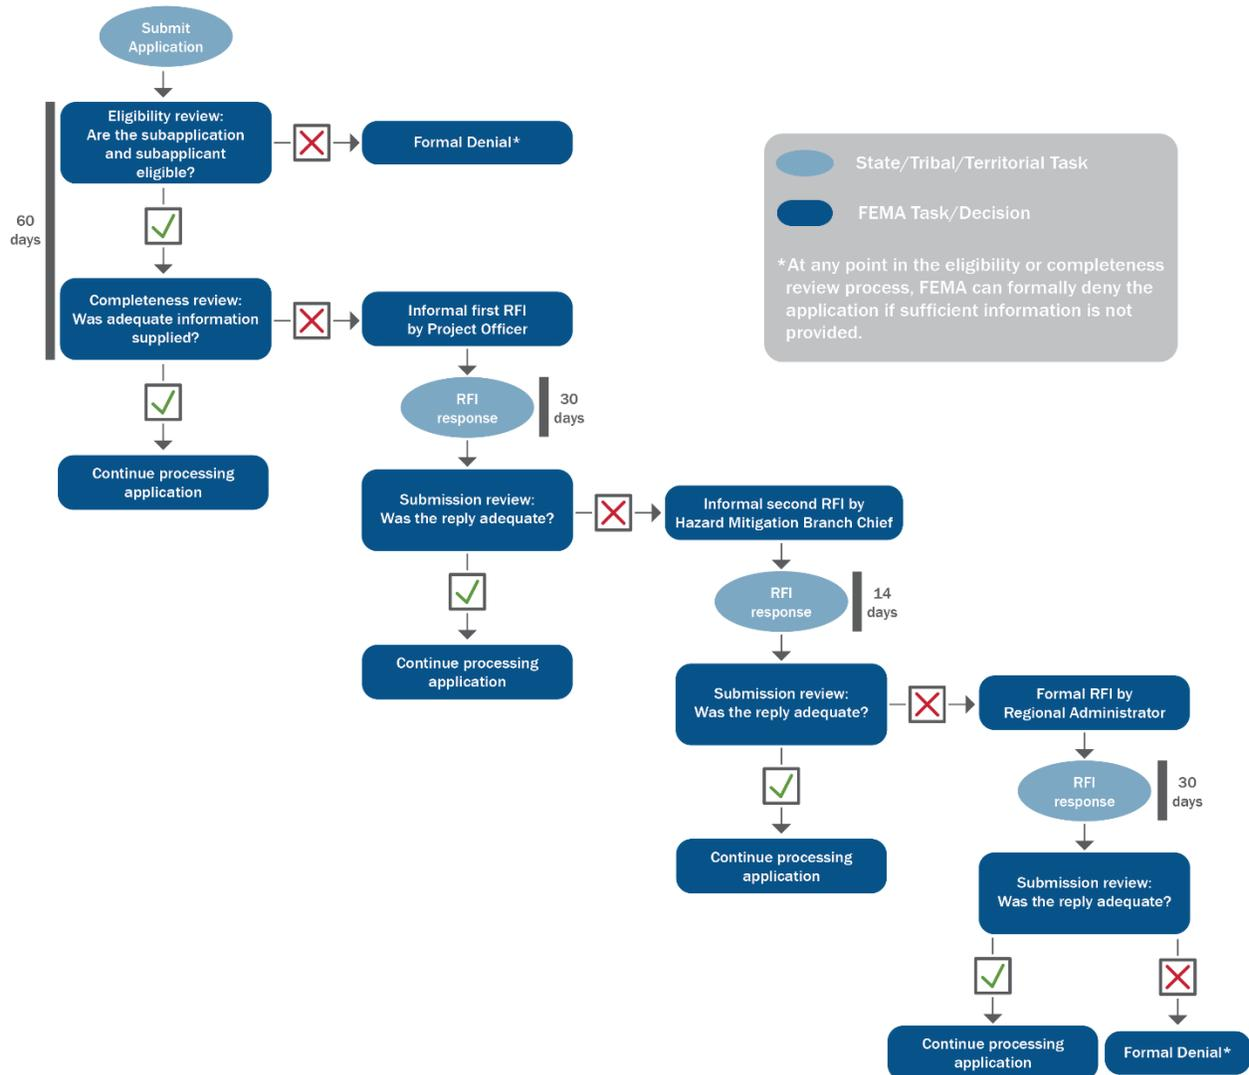 Submit
Application
Eligibility review:
Are the subapplication
and subapplicant
eligible?
Formal Denial*
60
days
Completeness review:
Was adequate information
supplied?
Informal first RFI
by Project Officer
State/Tribal/Territorial Task
FEMA Task/Decision
*At any point in the eligibility or completeness
review process, FEMA can formally deny the
application if sufficient information is not
provided.
RFI
response
30
days
Continue processing
application
Submission review:
Was the reply adequate?
Informal second RFI by
Hazard Mitigation Branch Chief
RFI
response
14
days
Continue processing
application
Submission review:
Was the reply adequate?
Formal RFI by
Regional Administrator
RFI
response
30
days
Continue processing
application
Submission review:
Was the reply adequate?
Continue processing
application
Formal Denial*